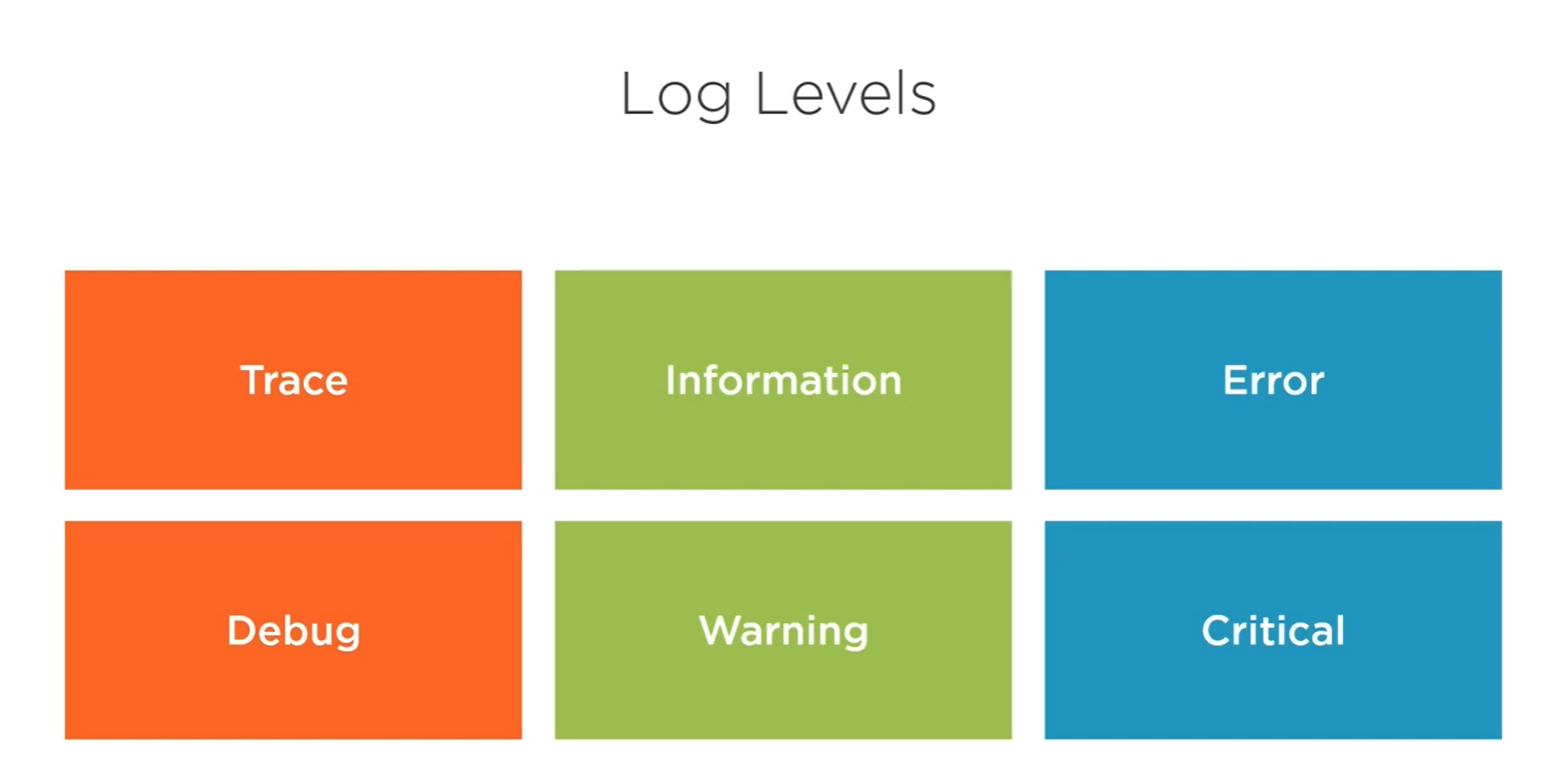 Log Levels
Trace
Information
Error
Debug
Warning
Critical